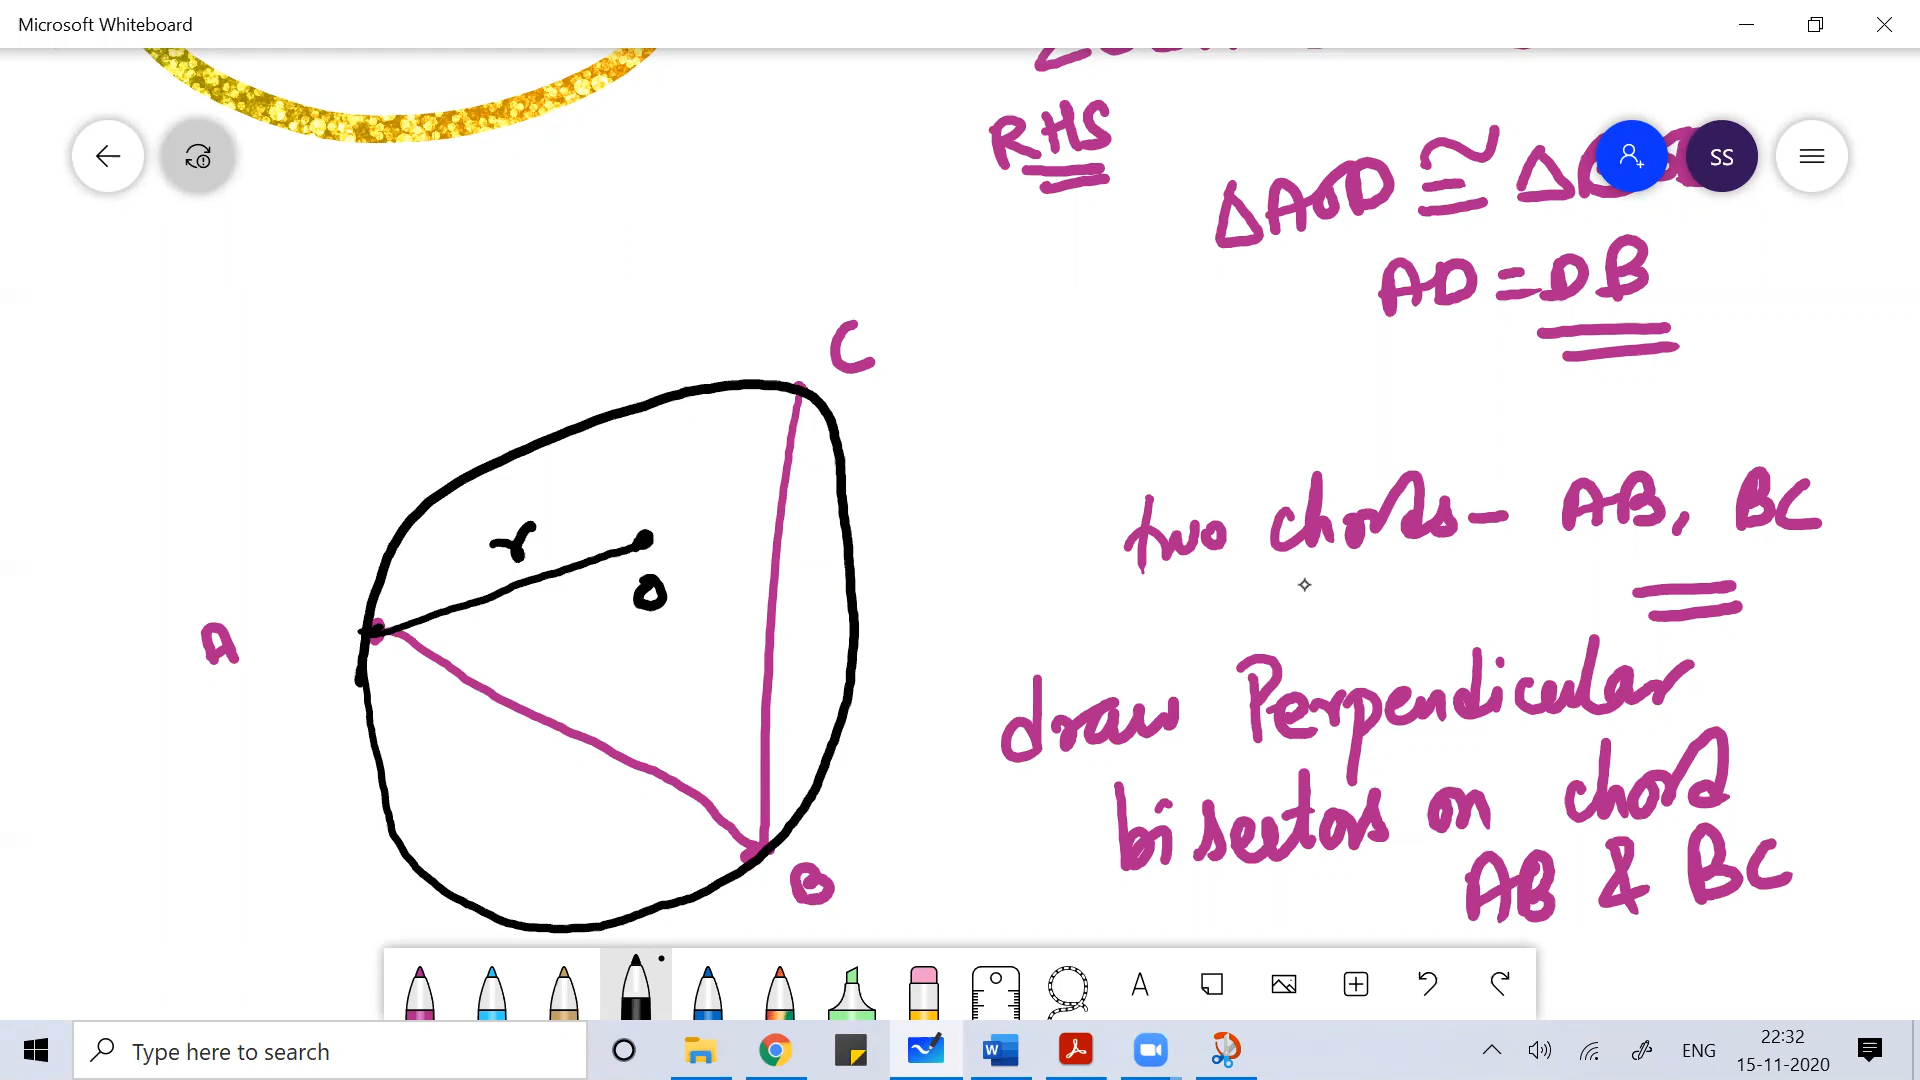 Microsoft Whiteboard
RHS
ΔAOD ≅ Δ
SS
AD = DB
C
two chords - AB, BC
r
O
A
draw Perpendicular
bisectors on chord
AB & BC
B
A
Type here to search
W
ENG
22:32
15-11-2020